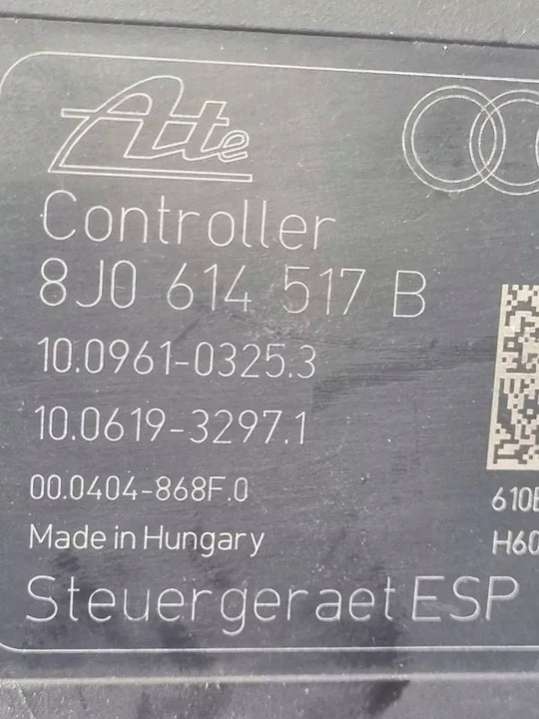 Ate
Controller
8J0 614 517 B
10.0961-0325.3
10.0619-3297.1
00.0404-868F.0
Made in Hungary
Steuergeraet ESP